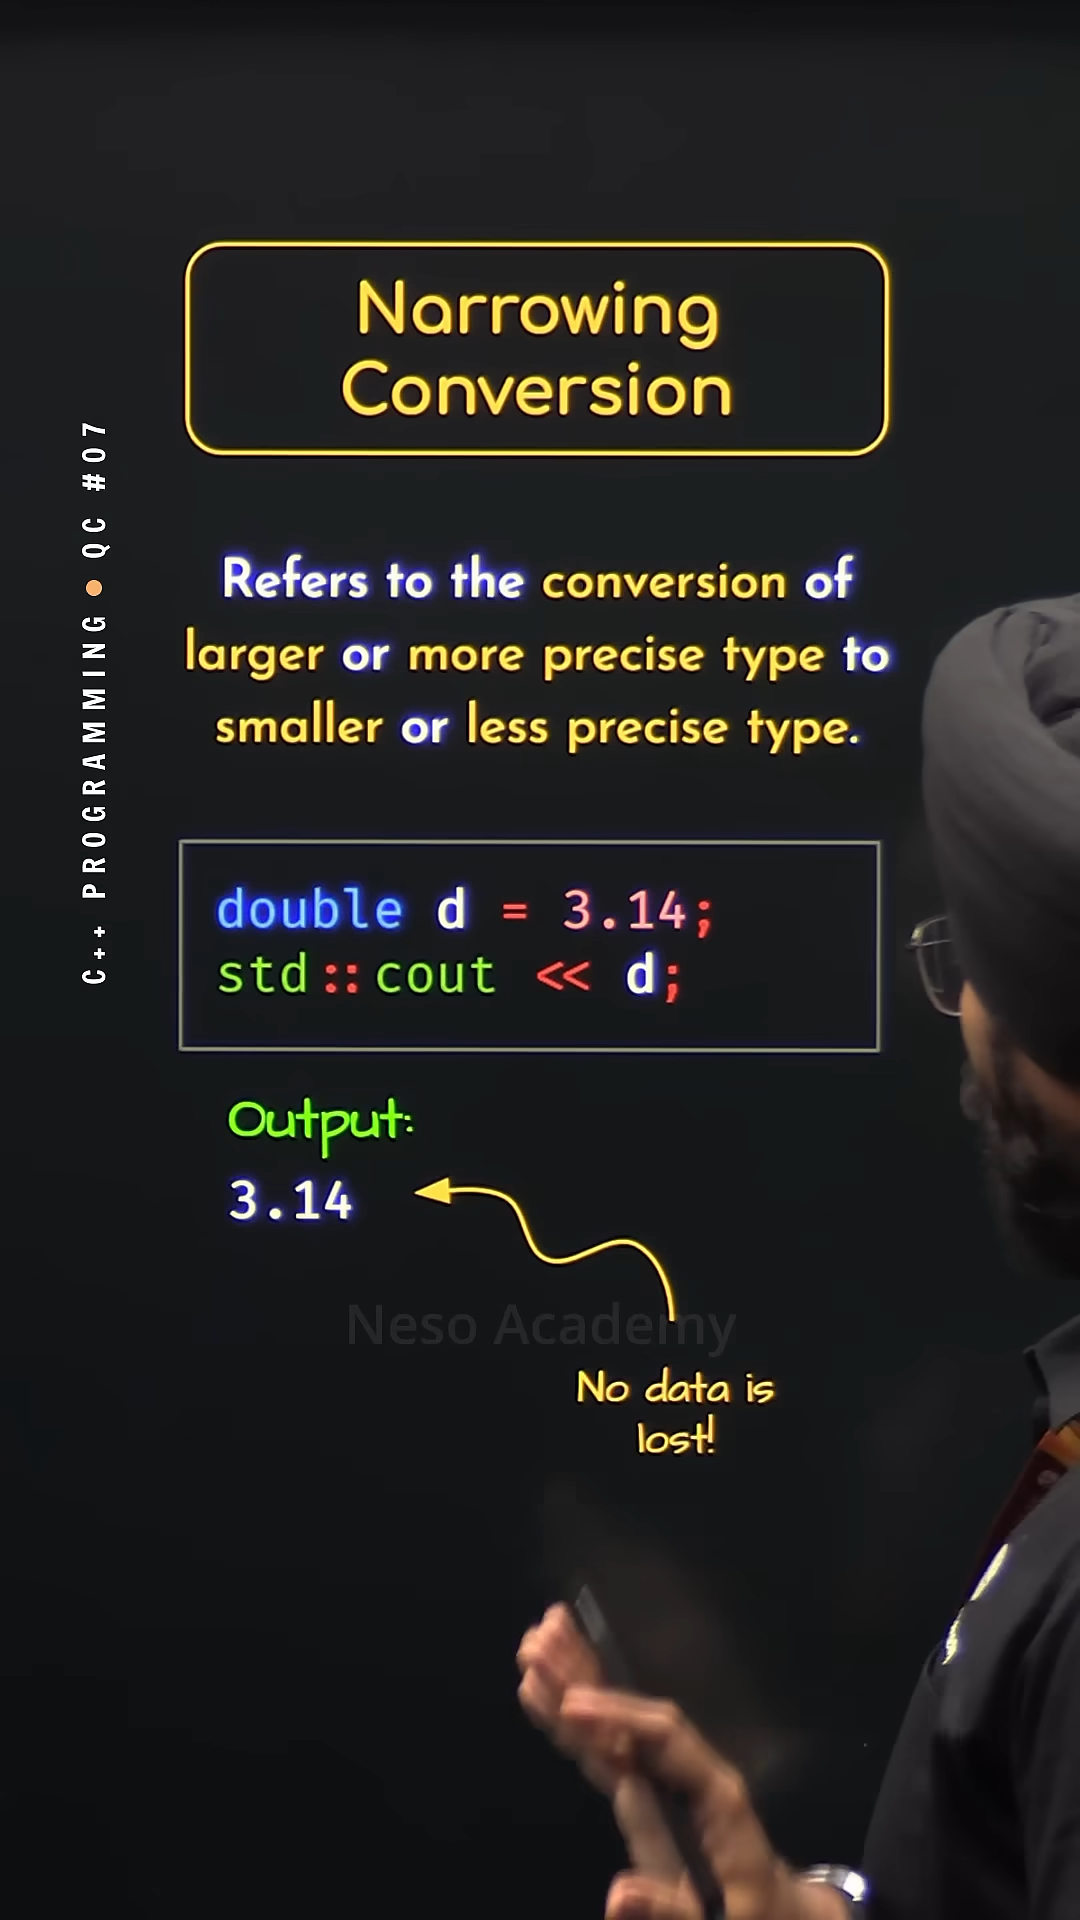 Narrowing
Conversion
C++ PROGRAMMING ● QC #07
Refers to the conversion of
larger or more precise type to
smaller or less precise type.
double d = 3.14;
std::cout << d;
Output:
3.14
Neso Academy
No data is
lost!